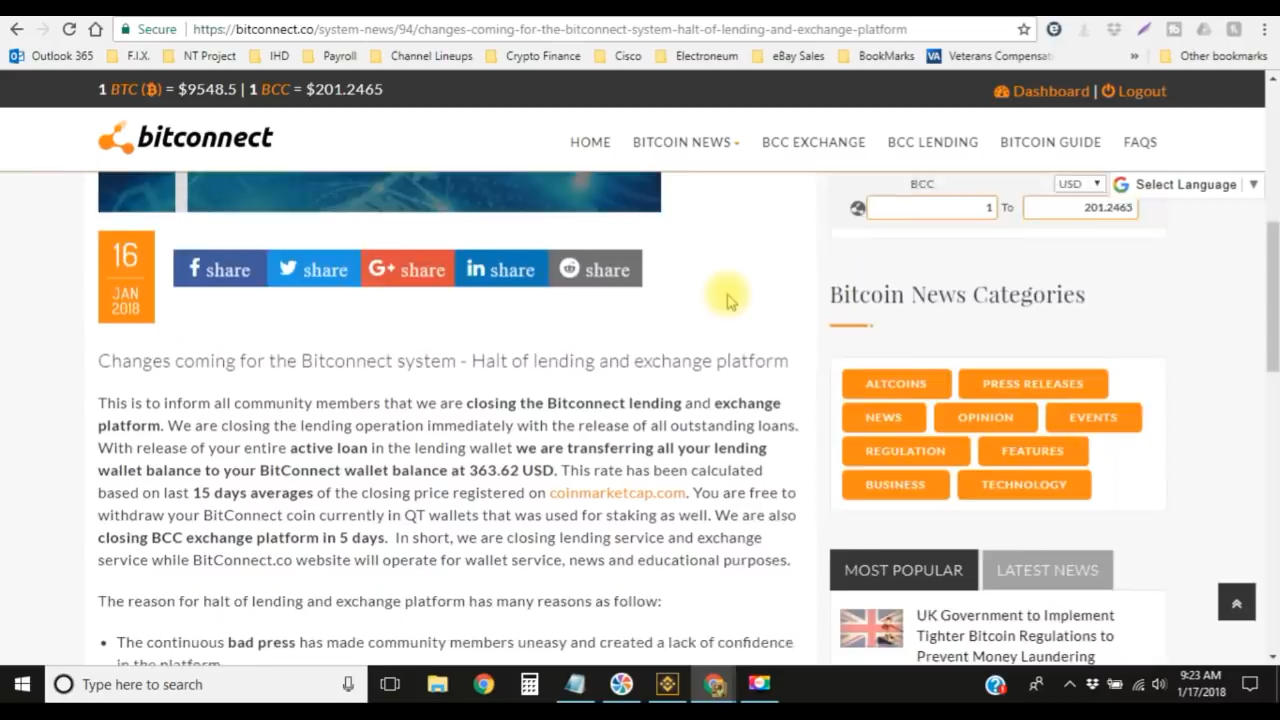 Secure
https://bitconnect.co/system-news/94/changes-coming-for-the-bitconnect-system-halt-of-lending-and-exchange-platform
Outlook 365
F.I.X.
NT Project
IHD
Payroll
Channel Lineups
Crypto Finance
Cisco
Electroneum
eBay Sales
BookMarks
VA
Veterans Compensa
»
Other bookmarks
1 BTC (₿) = $9548.5 | 1 BCC = $201.2465
Dashboard | Logout
bitconnect
HOME
BITCOIN NEWS
BCC EXCHANGE
BCC LENDING
BITCOIN GUIDE
FAQS
BCC
USD
Select Language
1 To 201.2465
16
JAN
2018
share
share
G+ share
in share
share
Bitcoin News Categories
Changes coming for the Bitconnect system - Halt of lending and exchange platform
This is to inform all community members that we are closing the Bitconnect lending and exchange
platform. We are closing the lending operation immediately with the release of all outstanding loans.
With release of your entire active loan in the lending wallet we are transferring all your lending
wallet balance to your BitConnect wallet balance at 363.62 USD. This rate has been calculated
based on last 15 days averages of the closing price registered on coinmarketcap.com. You are free to
withdraw your BitConnect coin currently in QT wallets that was used for staking as well. We are also
closing BCC exchange platform in 5 days. In short, we are closing lending service and exchange
service while BitConnect.co website will operate for wallet service, news and educational purposes.
The reason for halt of lending and exchange platform has many reasons as follow:
• The continuous bad press has made community members uneasy and created a lack of confidence
in the platform.
ALTCOINS
PRESS RELEASES
NEWS
OPINION
EVENTS
REGULATION
FEATURES
BUSINESS
TECHNOLOGY
MOST POPULAR
LATEST NEWS
UK Government to Implement
Tighter Bitcoin Regulations to
Prevent Money Laundering
Type here to search
9:23 AM
1/17/2018